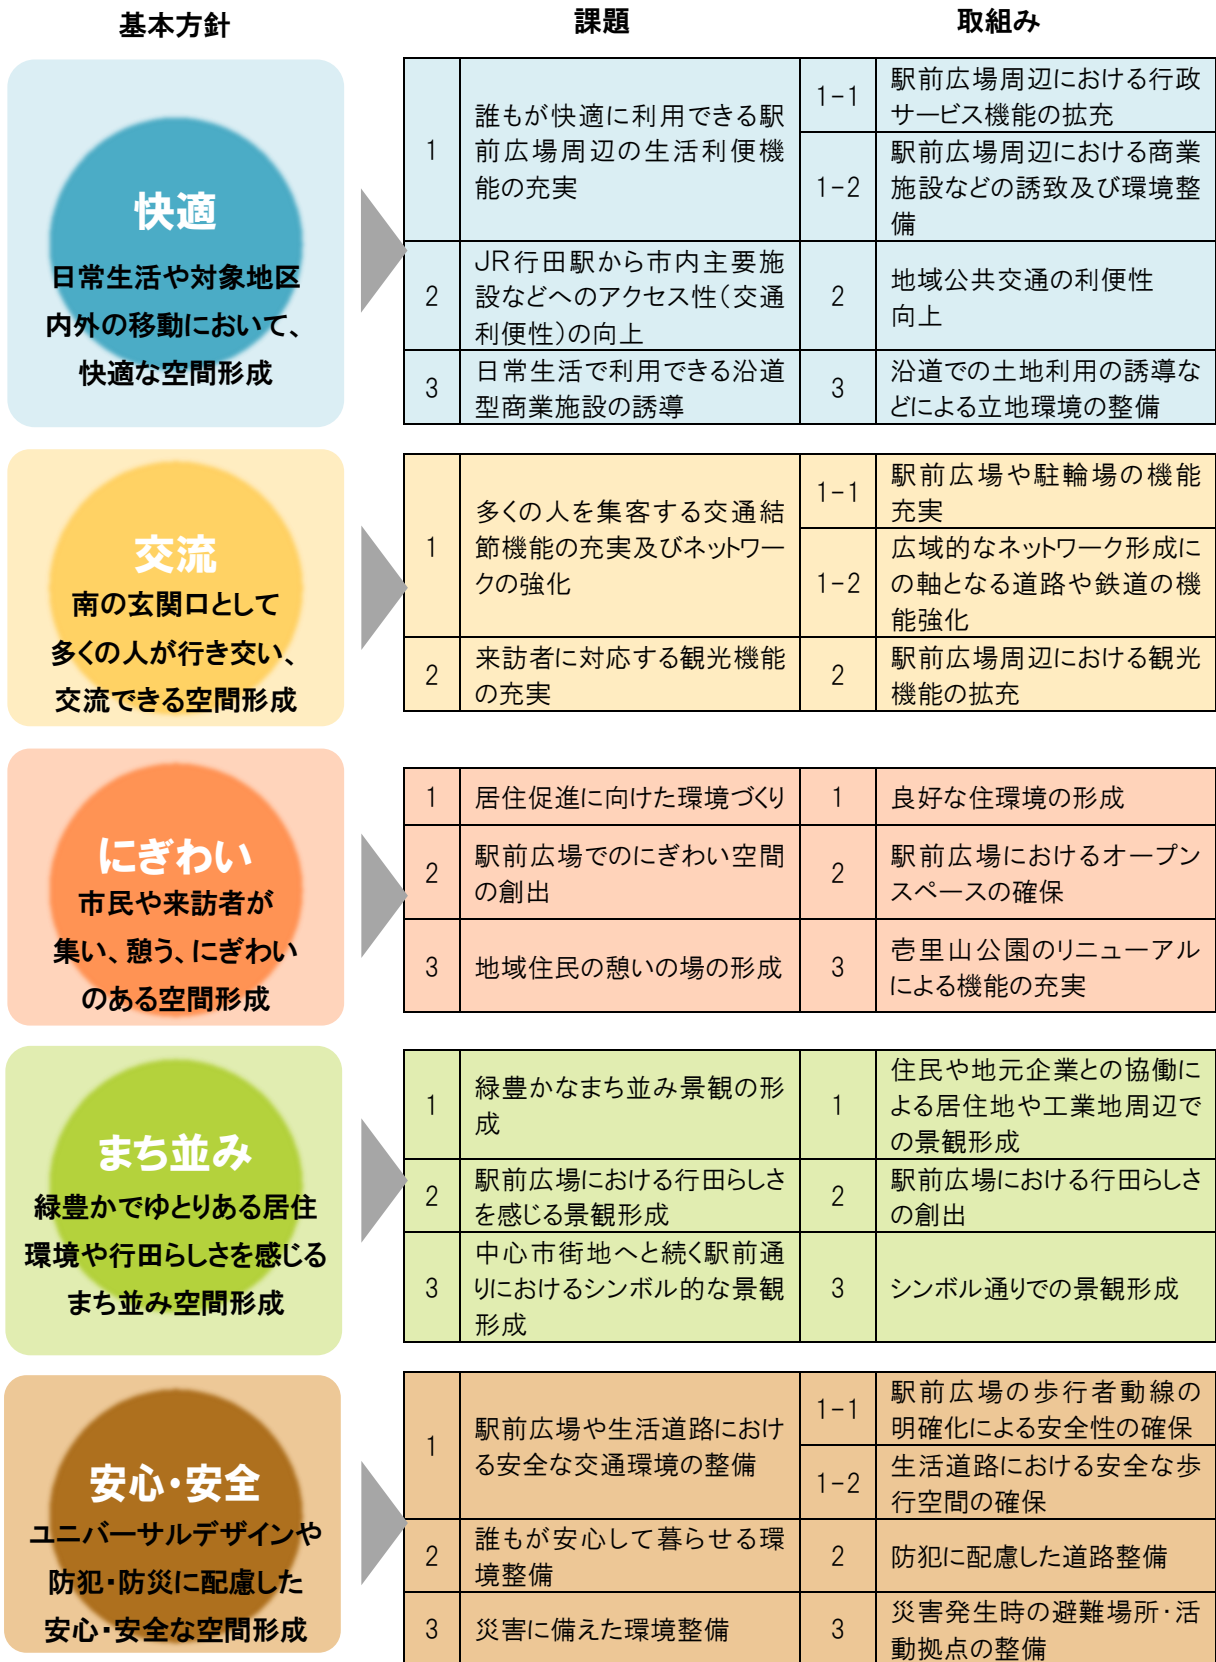 基本方針
課題
取組み
快適
日常生活や対象地区
内外の移動において、
快適な空間形成
1
誰もが快適に利用できる駅
前広場周辺の生活利便機
能の充実
1-1
駅前広場周辺における行政
サービス機能の拡充
1-2
駅前広場周辺における商業
施設などの誘致及び環境整
備
2
JR行田駅から市内主要施
設などへのアクセス性(交通
利便性)の向上
2
地域公共交通の利便性
向上
3
日常生活で利用できる沿道
型商業施設の誘導
3
沿道での土地利用の誘導な
どによる立地環境の整備
交流
南の玄関口として
多くの人が行き交い、
交流できる空間形成
1
多くの人を集客する交通結
節機能の充実及びネットワー
クの強化
1-1
駅前広場や駐輪場の機能
充実
1-2
広域的なネットワーク形成に
の軸となる道路や鉄道の機
能強化
2
来訪者に対応する観光機能
の充実
2
駅前広場周辺における観光
機能の拡充
にぎわい
市民や来訪者が
集い、憩う、にぎわい
のある空間形成
1
居住促進に向けた環境づくり
1
良好な住環境の形成
2
駅前広場でのにぎわい空間
の創出
2
駅前広場におけるオープン
スペースの確保
3
地域住民の憩いの場の形成
3
壱里山公園のリニューアル
による機能の充実
まち並み
緑豊かでゆとりある居住
環境や行田らしさを感じる
まち並み空間形成
1
緑豊かなまち並み景観の形
成
1
住民や地元企業との協働に
よる居住地や工業地周辺で
の景観形成
2
駅前広場における行田らしさ
を感じる景観形成
2
駅前広場における行田らしさ
の創出
3
中心市街地へと続く駅前通
りにおけるシンボル的な景観
形成
3
シンボル通りでの景観形成
安心・安全
ユニバーサルデザインや
防犯・防災に配慮した
安心・安全な空間形成
1
駅前広場や生活道路におけ
る安全な交通環境の整備
1-1
駅前広場の歩行者動線の
明確化による安全性の確保
1-2
生活道路における安全な歩
行空間の確保
2
誰もが安心して暮らせる環
境整備
2
防犯に配慮した道路整備
3
災害に備えた環境整備
3
災害発生時の避難場所・活
動拠点の整備